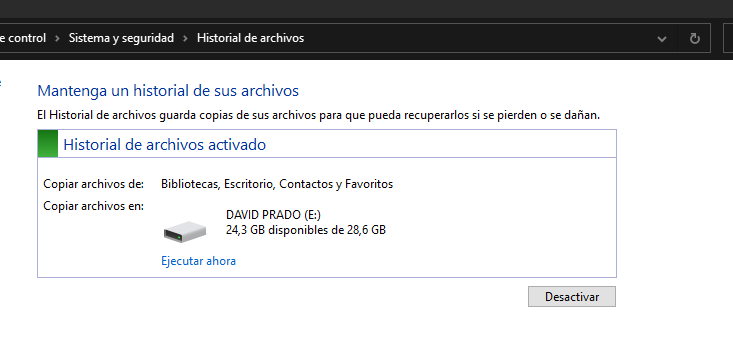 e control > Sistema y seguridad > Historial de archivos
Mantenga un historial de sus archivos
El Historial de archivos guarda copias de sus archivos para que pueda recuperarlos si se pierden o se dañan.
Historial de archivos activado
Copiar archivos de: Bibliotecas, Escritorio, Contactos y Favoritos
Copiar archivos en:
DAVID PRADO (E:)
24,3 GB disponibles de 28,6 GB
Ejecutar ahora
Desactivar